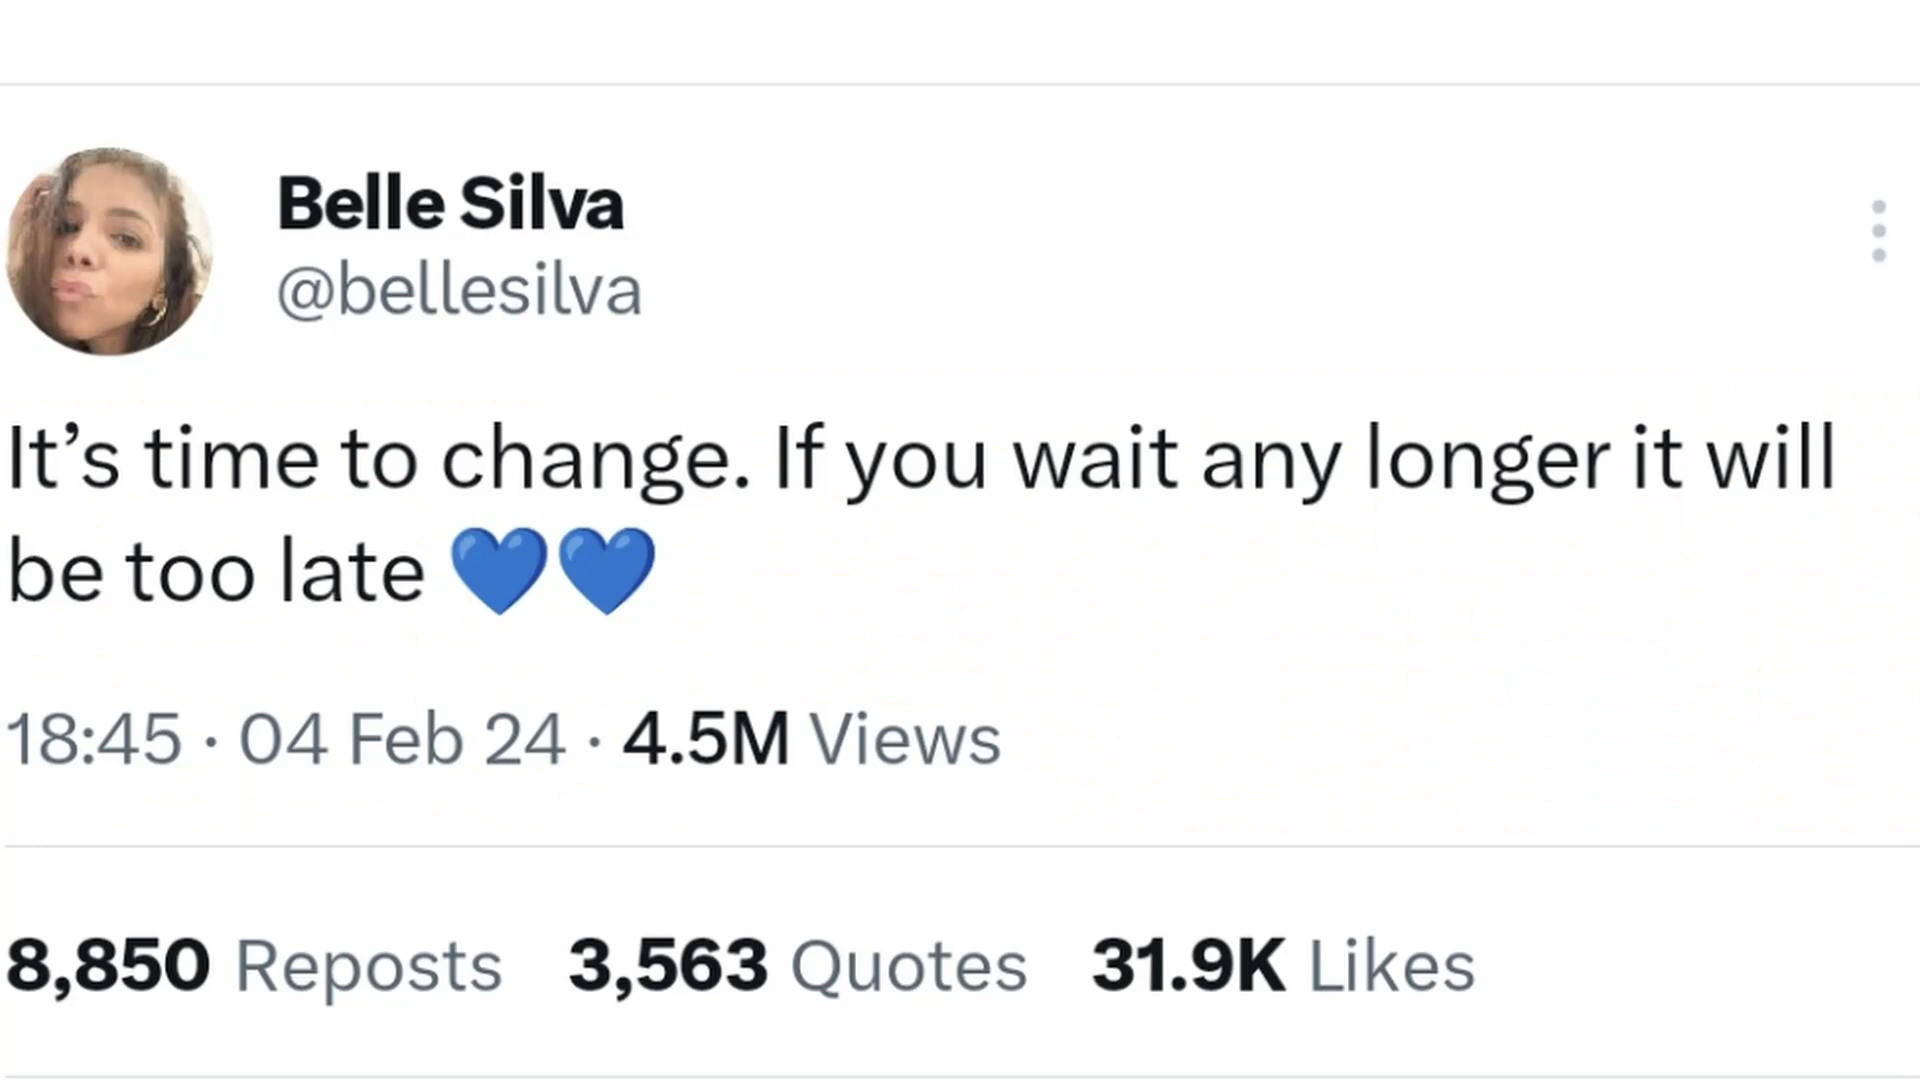 Belle Silva
@bellesilva
It’s time to change. If you wait any longer it will
be too late 💙💙
18:45 · 04 Feb 24 · 4.5M Views
8,850 Reposts 3,563 Quotes 31.9K Likes